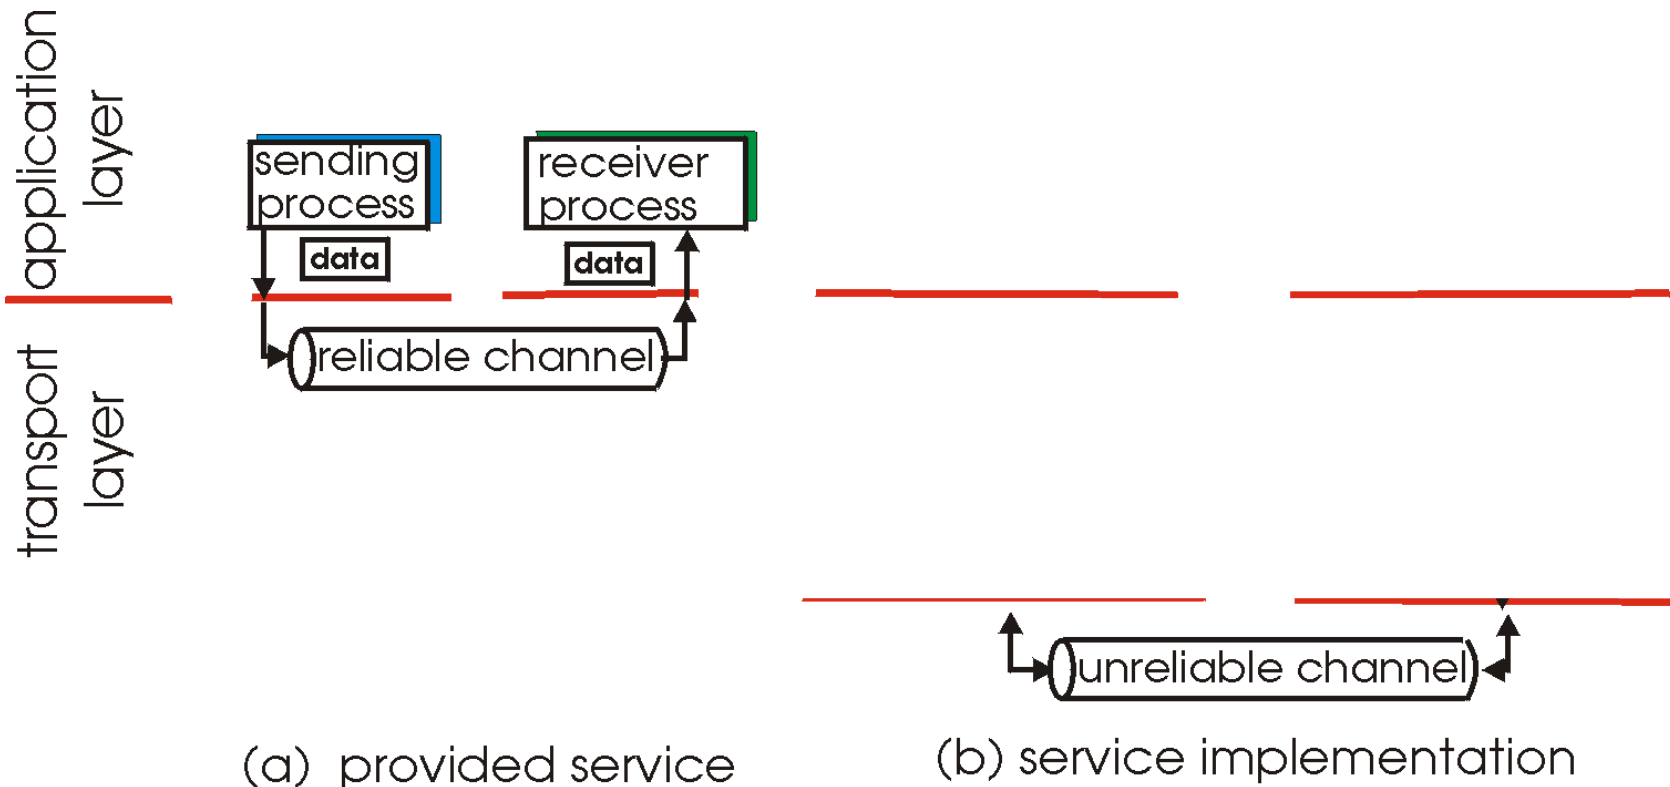 application
layer
transport
layer
sending
process
data
receiver
process
data
reliable channel
unreliable channel
(a) provided service
(b) service implementation